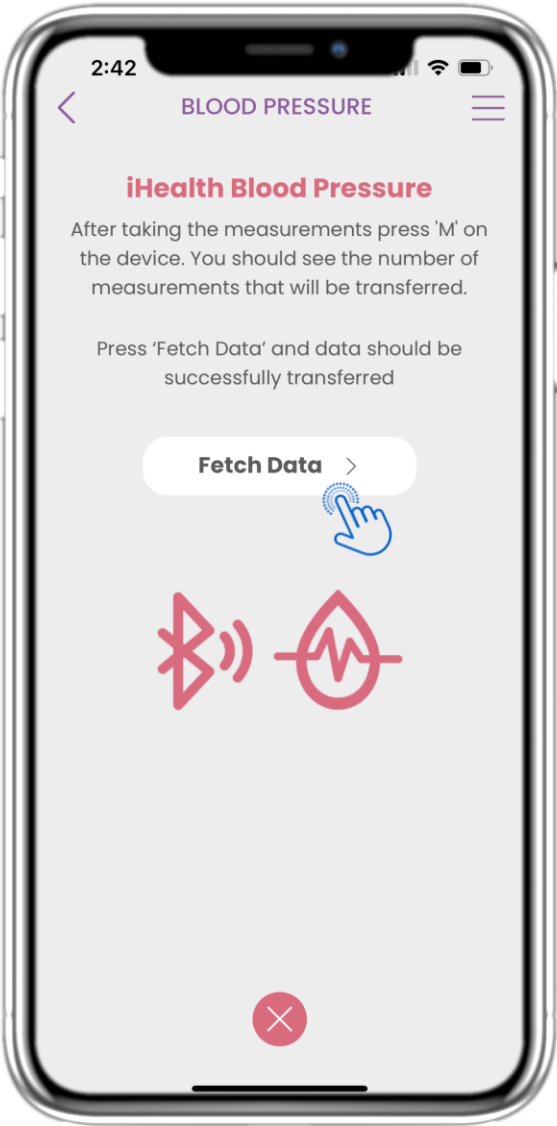 2:42
BLOOD PRESSURE
iHealth Blood Pressure
After taking the measurements press 'M' on
the device. You should see the number of
measurements that will be transferred.
Press ‘Fetch Data’ and data should be
successfully transferred
Fetch Data